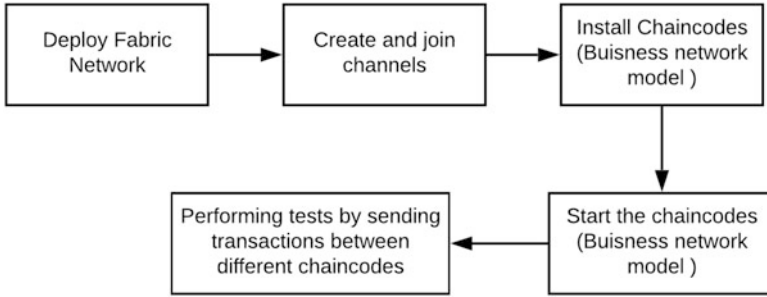 Deploy Fabric
Network
Create and join
channels
Install Chaincodes
(Buisness network
model )
Start the chaincodes
(Buisness network
model )
Performing tests by sending
transactions between
different chaincodes